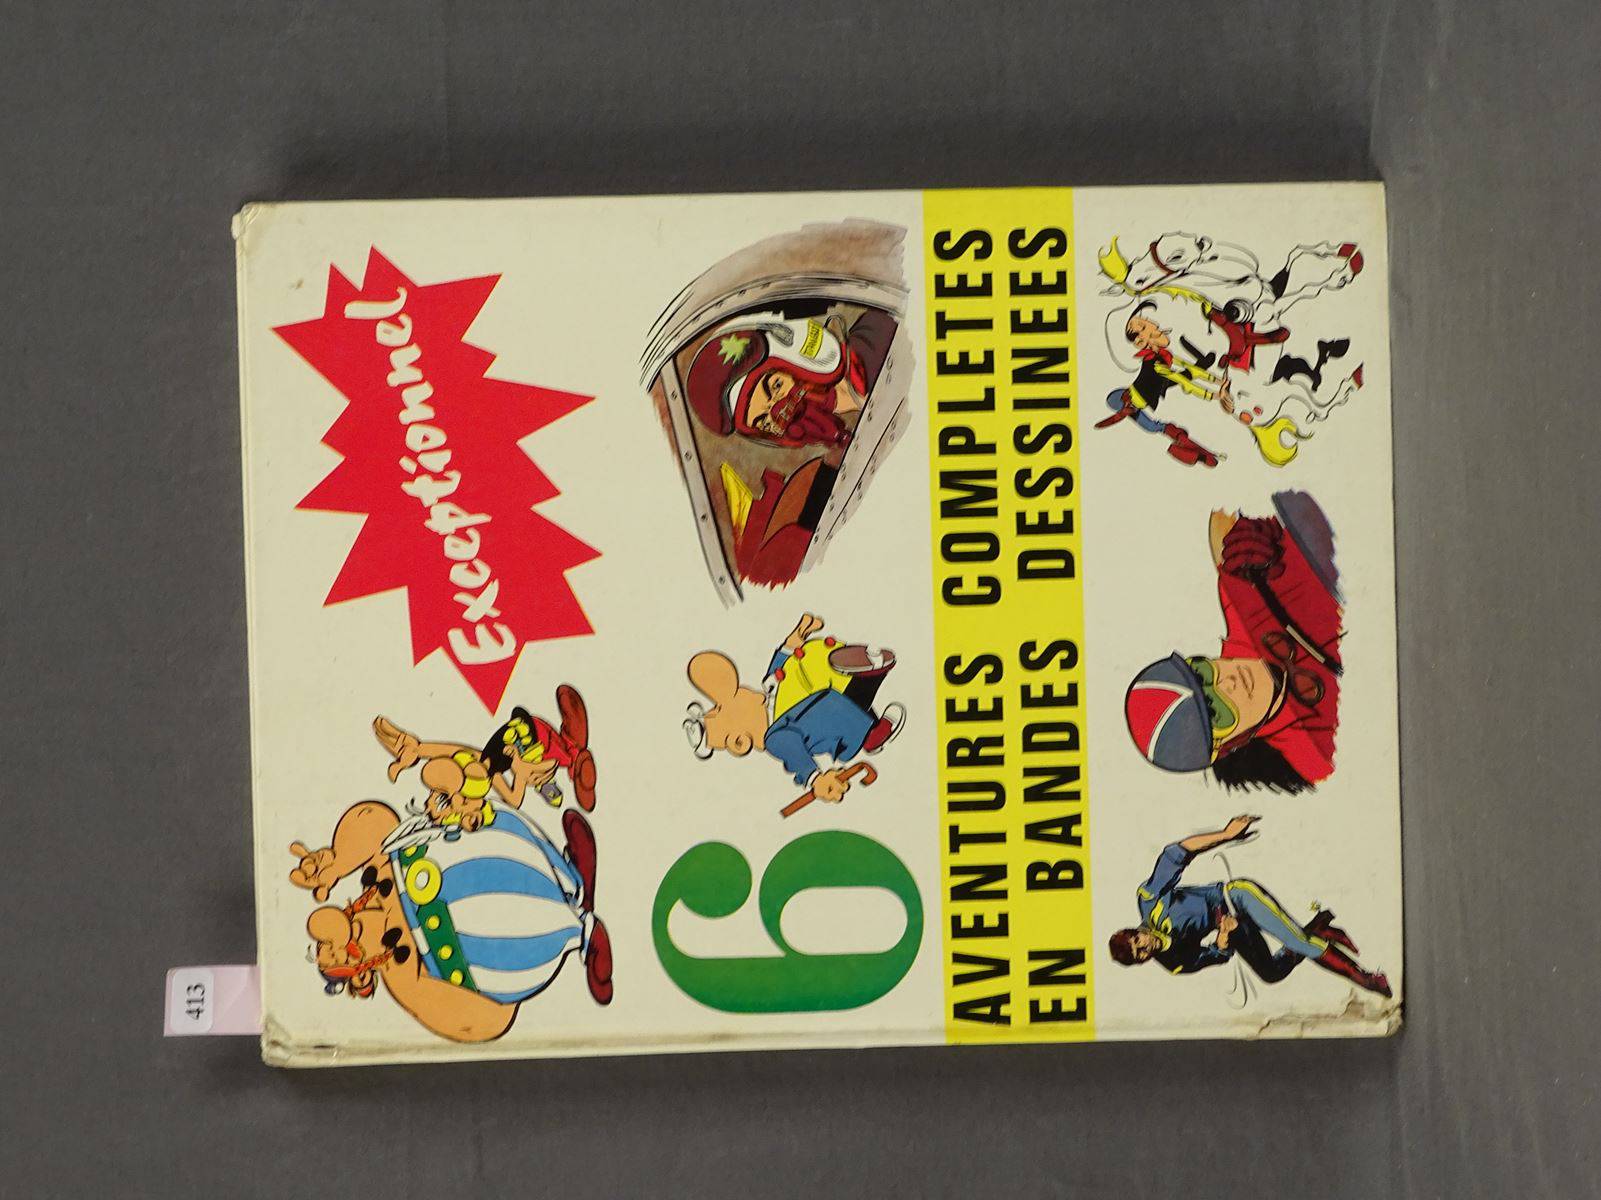 Exceptionnel
6
AVENTURES COMPLETES
EN BANDES DESSINEES
413